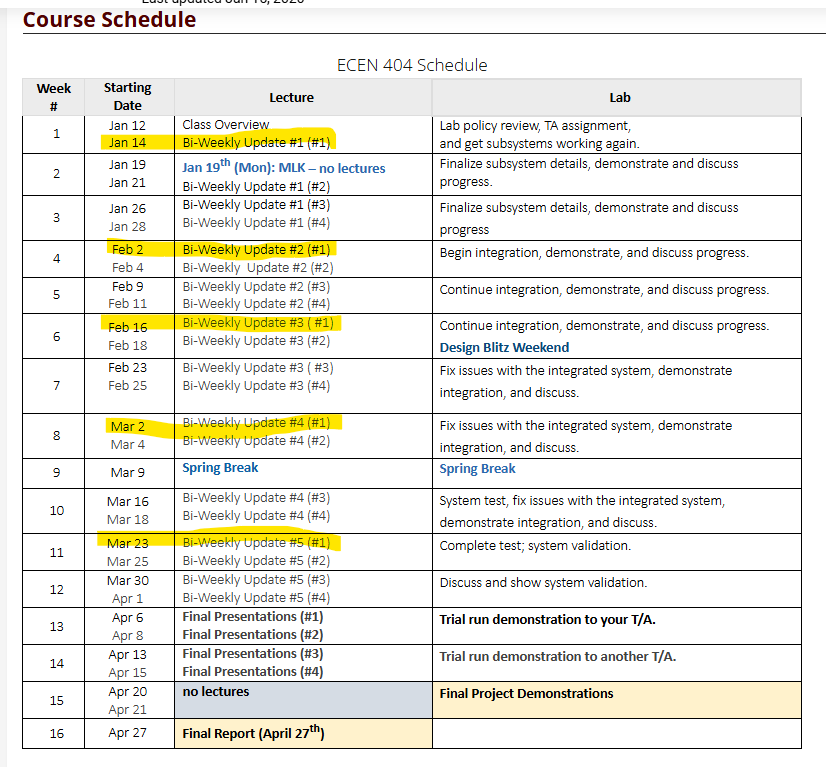 Last updated Jan 16, 2026
Course Schedule
ECEN 404 Schedule
Week # Starting Date Lecture Lab
1 Jan 12 Class Overview Lab policy review, TA assignment,
Jan 14 Bi-Weekly Update #1 (#1) and get subsystems working again.
2 Jan 19 Jan 19th (Mon): MLK – no lectures Finalize subsystem details, demonstrate and discuss
Jan 21 Bi-Weekly Update #1 (#2) progress.
3 Jan 26 Bi-Weekly Update #1 (#3) Finalize subsystem details, demonstrate and discuss
Jan 28 Bi-Weekly Update #1 (#4) progress
4 Feb 2 Bi-Weekly Update #2 (#1) Begin integration, demonstrate, and discuss progress.
Feb 4 Bi-Weekly Update #2 (#2)
5 Feb 9 Bi-Weekly Update #2 (#3) Continue integration, demonstrate, and discuss progress.
Feb 11 Bi-Weekly Update #2 (#4)
6 Feb 16 Bi-Weekly Update #3 ( #1) Continue integration, demonstrate, and discuss progress.
Feb 18 Bi-Weekly Update #3 (#2) Design Blitz Weekend
7 Feb 23 Bi-Weekly Update #3 ( #3) Fix issues with the integrated system, demonstrate
Feb 25 Bi-Weekly Update #3 (#4) integration, and discuss.
8 Mar 2 Bi-Weekly Update #4 (#1) Fix issues with the integrated system, demonstrate
Mar 4 Bi-Weekly Update #4 (#2) integration, and discuss.
9 Mar 9 Spring Break Spring Break
10 Mar 16 Bi-Weekly Update #4 (#3) System test, fix issues with the integrated system,
Mar 18 Bi-Weekly Update #4 (#4) demonstrate integration, and discuss.
11 Mar 23 Bi-Weekly Update #5 (#1) Complete test; system validation.
Mar 25 Bi-Weekly Update #5 (#2)
12 Mar 30 Bi-Weekly Update #5 (#3) Discuss and show system validation.
Apr 1 Bi-Weekly Update #5 (#4)
13 Apr 6 Final Presentations (#1) Trial run demonstration to your T/A.
Apr 8 Final Presentations (#2)
14 Apr 13 Final Presentations (#3) Trial run demonstration to another T/A.
Apr 15 Final Presentations (#4)
15 Apr 20 no lectures Final Project Demonstrations
Apr 21
16 Apr 27 Final Report (April 27th)